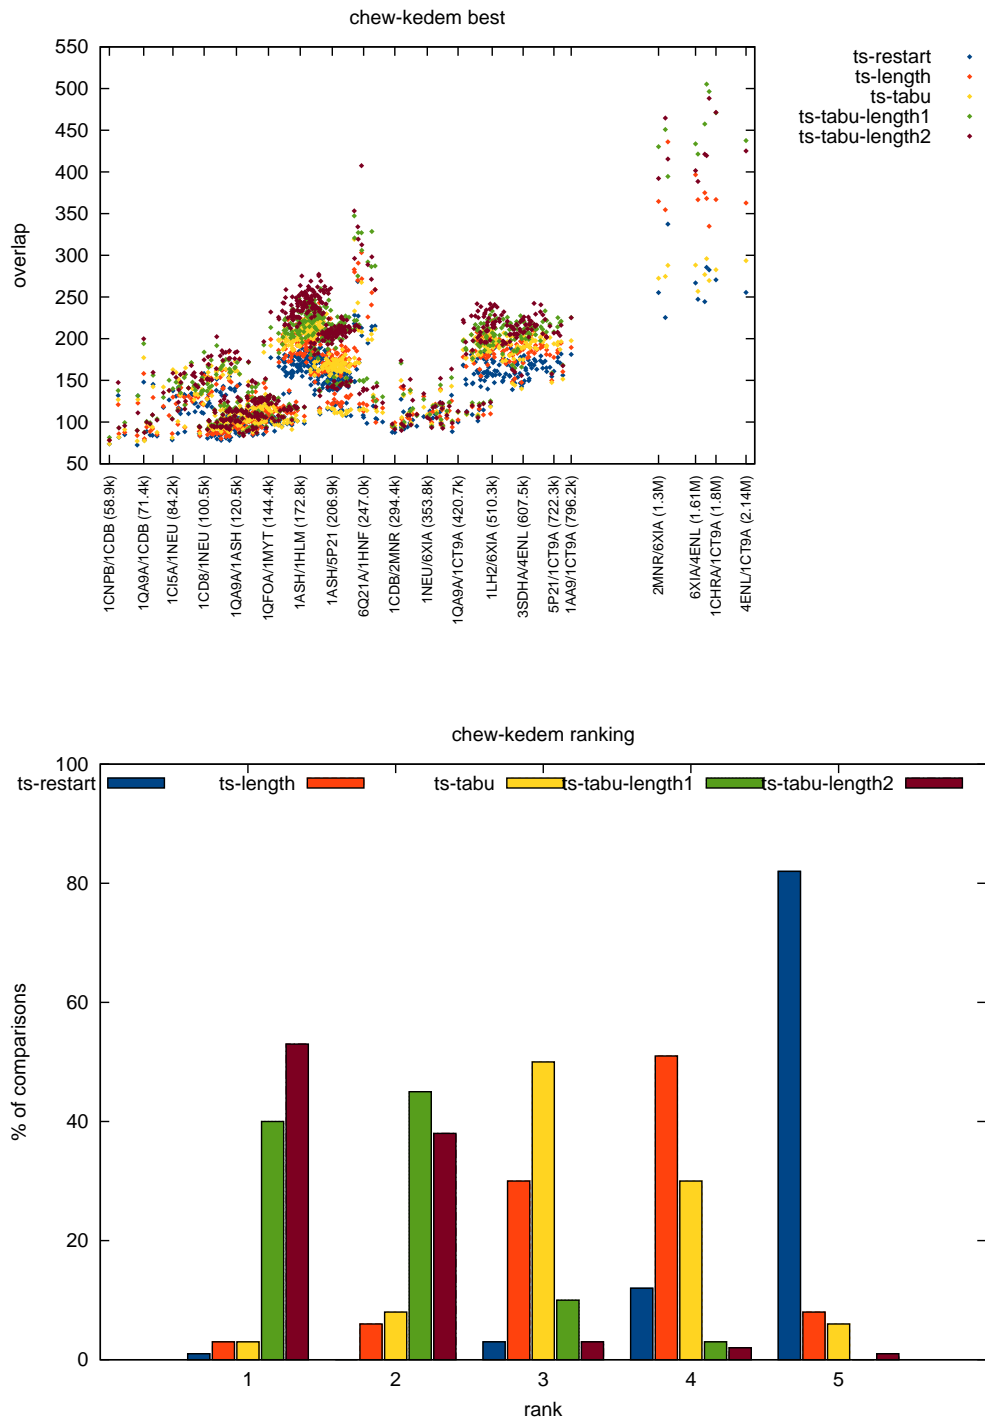 chew-kedem best
550
500
450
400
350
300
250
200
150
100
50
overlap
ts-restart
ts-length
ts-tabu
ts-tabu-length1
ts-tabu-length2
1CNPB/1CDB (58.9k)
1QA9A/1CDB (71.4k)
1CI5A/1NEU (84.2k)
1CD8/1NEU (100.5k)
1QA9A/1ASH (120.5k)
1QFOA/1MYT (144.4k)
1ASH/1HLM (172.8k)
1ASH/5P21 (206.9k)
6Q21A/1HNF (247.0k)
1CDB/2MNR (294.4k)
1NEU/6XIA (353.8k)
1QA9A/1CT9A (420.7k)
1LH2/6XIA (510.3k)
3SDHA/4ENL (607.5k)
5P21/1CT9A (722.3k)
1AA9/1CT9A (796.2k)
2MNR/6XIA (1.3M)
6XIA/4ENL (1.61M)
1CHRA/1CT9A (1.8M)
4ENL/1CT9A (2.14M)
chew-kedem ranking
100
80
60
40
20
0
% of comparisons
ts-restart
ts-length
ts-tabu
ts-tabu-length1
ts-tabu-length2
1
2
3
4
5
rank